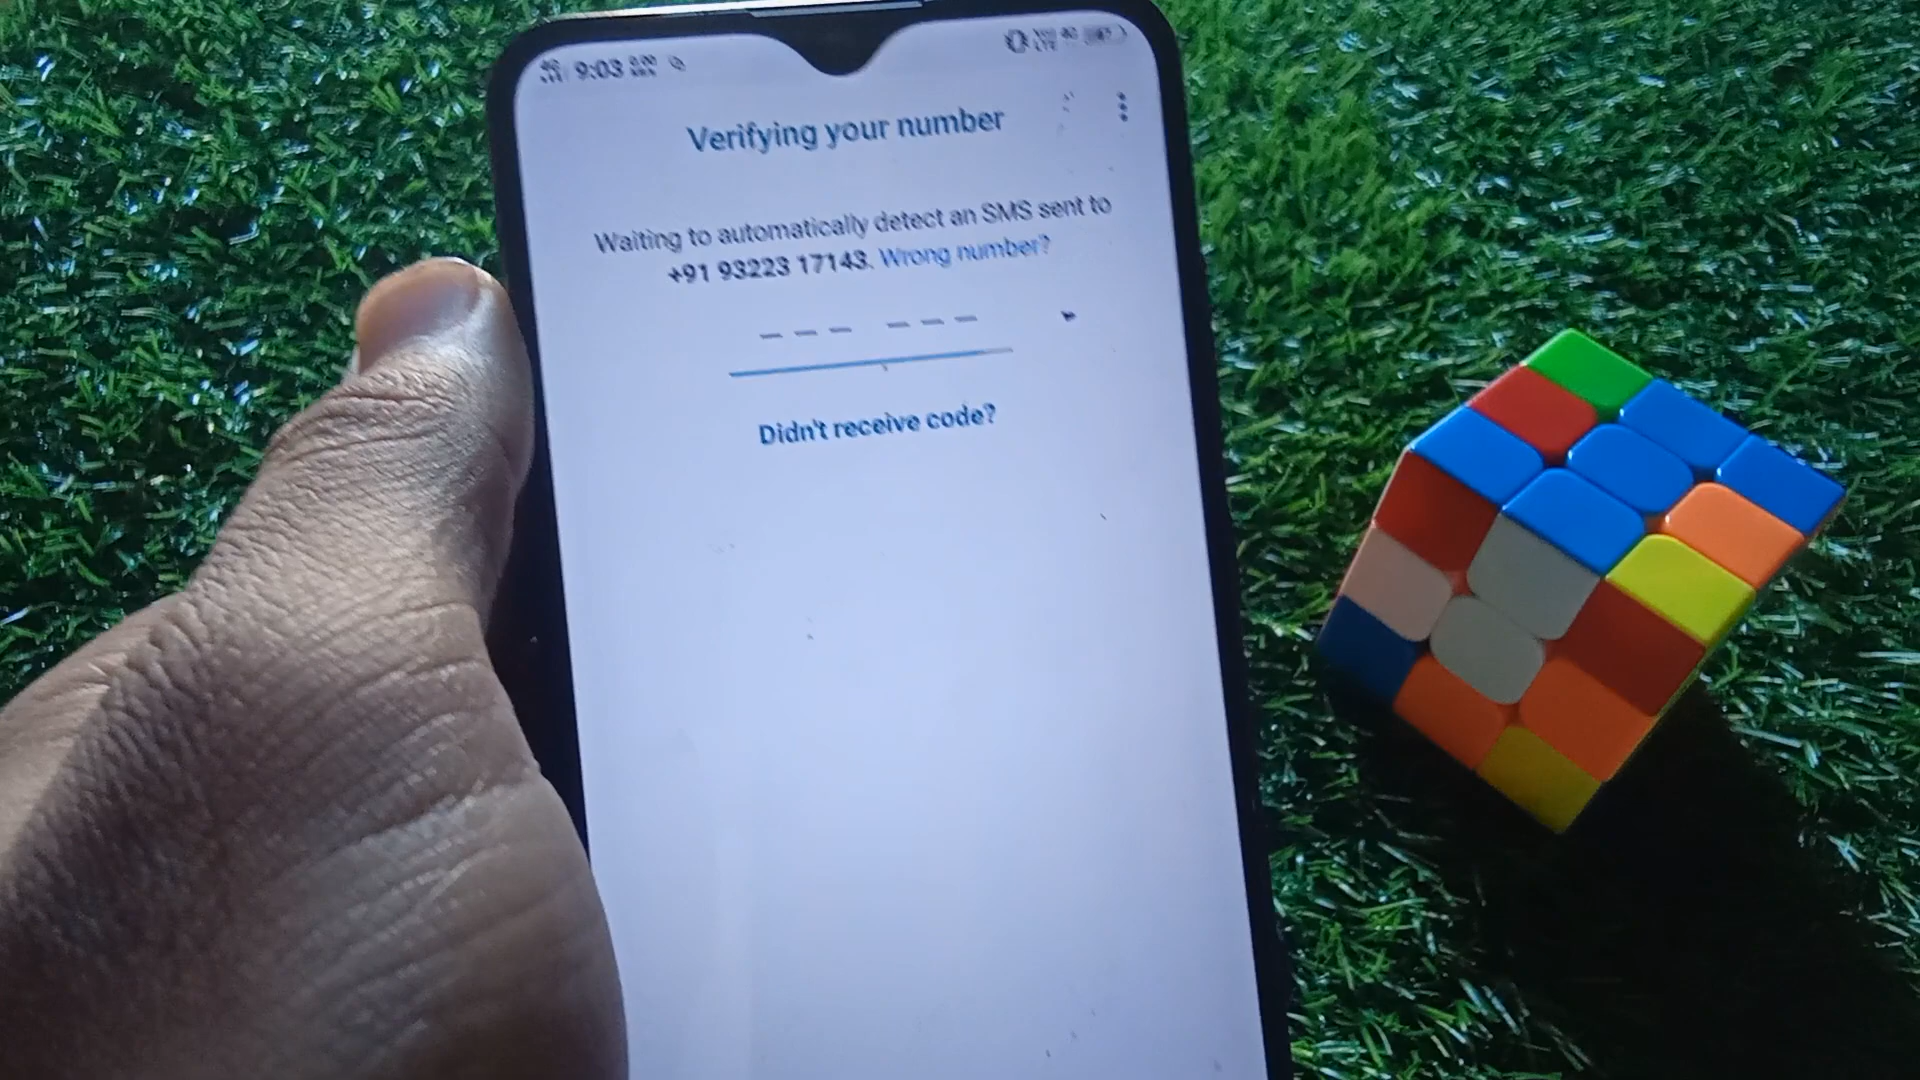 9:03
Verifying your number
Waiting to automatically detect an SMS sent to
+91 93223 17143. Wrong number?
Didn't receive code?